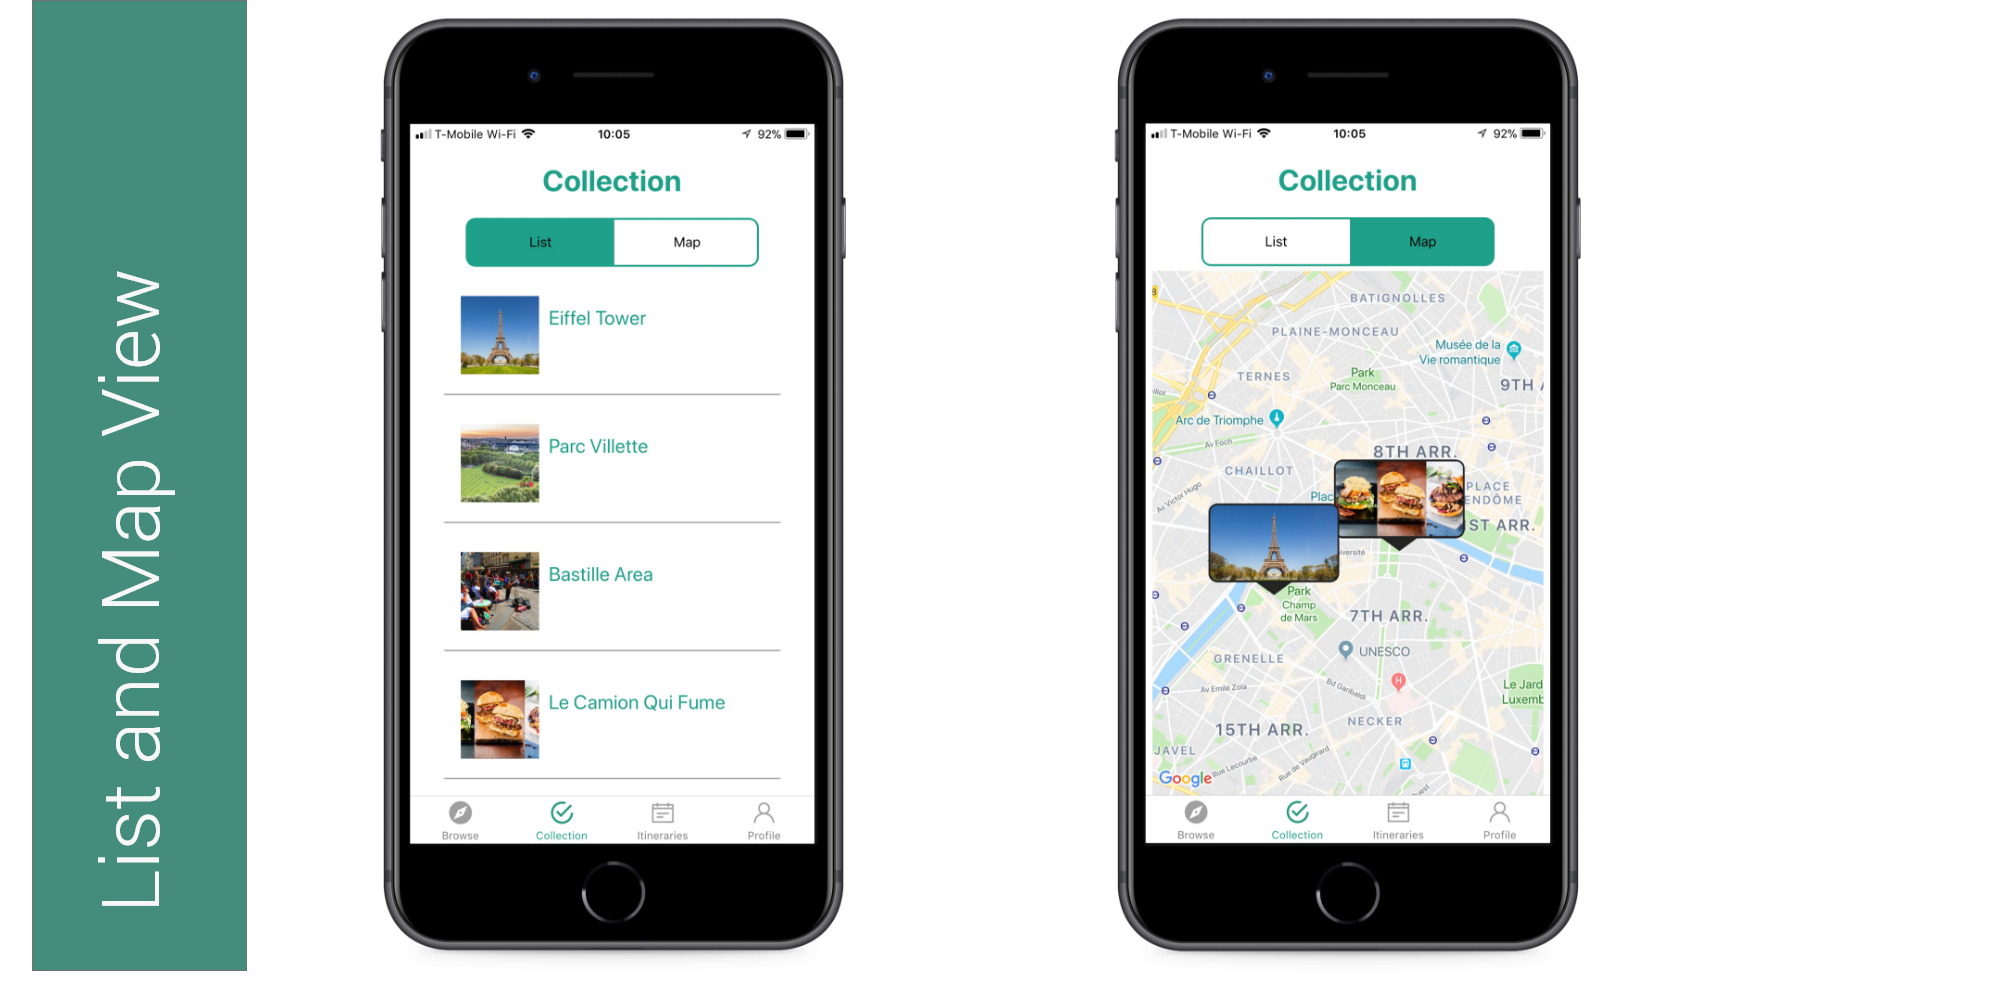 List and Map View
T-Mobile Wi-Fi 10:05 92%
Collection
List Map
Eiffel Tower
Parc Villette
Bastille Area
Le Camion Qui Fume
Browse Collection Itineraries Profile
T-Mobile Wi-Fi 10:05 92%
Collection
List Map
8
BATIGNOLLES
PLAINE-MONCEAU
Musée de la
Vie romantique
TERNES
Park
Parc Monceau
9TH
Arc de Triomphe
Av Foch
8TH ARR.
CHAILLOT
Av Victor Hugo
Plac
PLACE
ENDÔME
ST ARR.
iversité
Park
Champ
de Mars
7TH ARR.
GRENELLE
UNESCO
H
Av Emile Zola
Bd Garibaldi
Le Jard
Luxemb
NECKER
15TH ARR.
JAVEL
Rue Lecourbe
Rue de Vaugirard
Google
Browse Collection Itineraries Profile